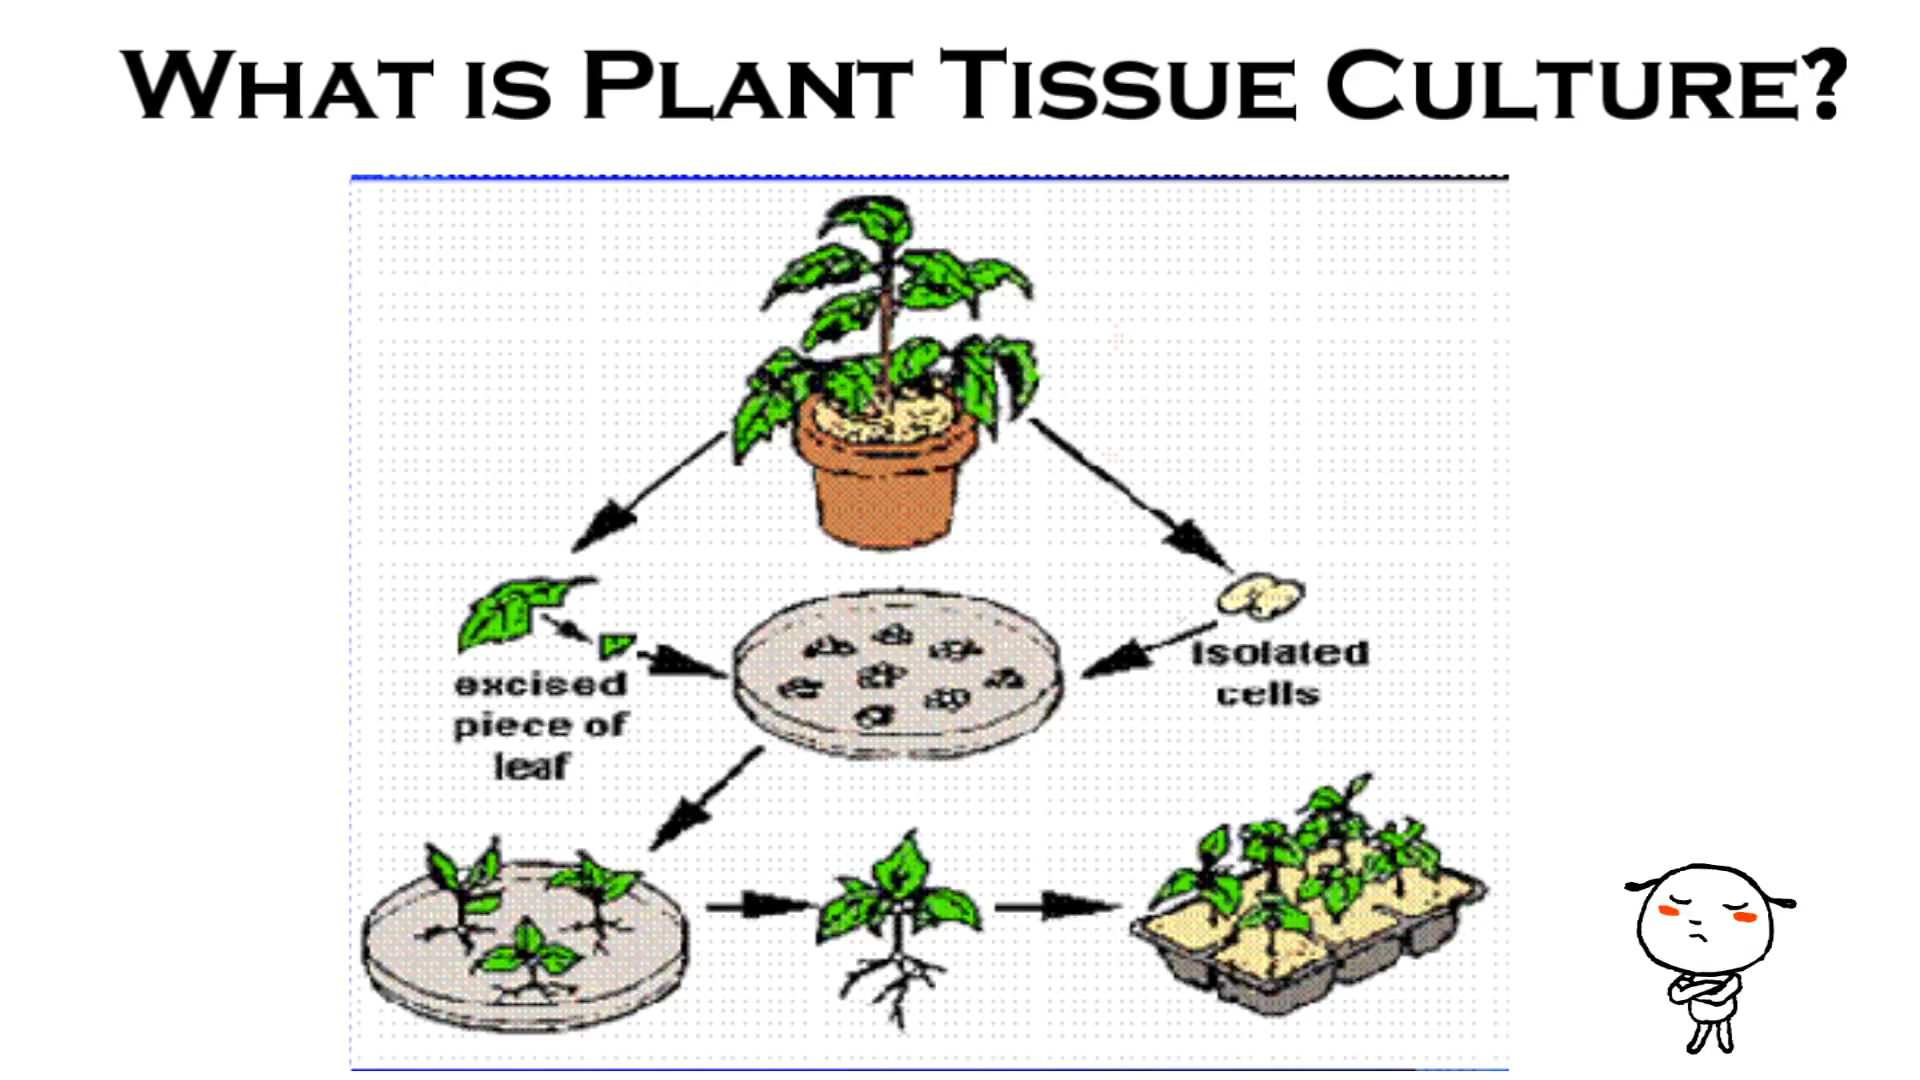 What is Plant Tissue Culture?
excised
piece of
leaf
isolated
cells